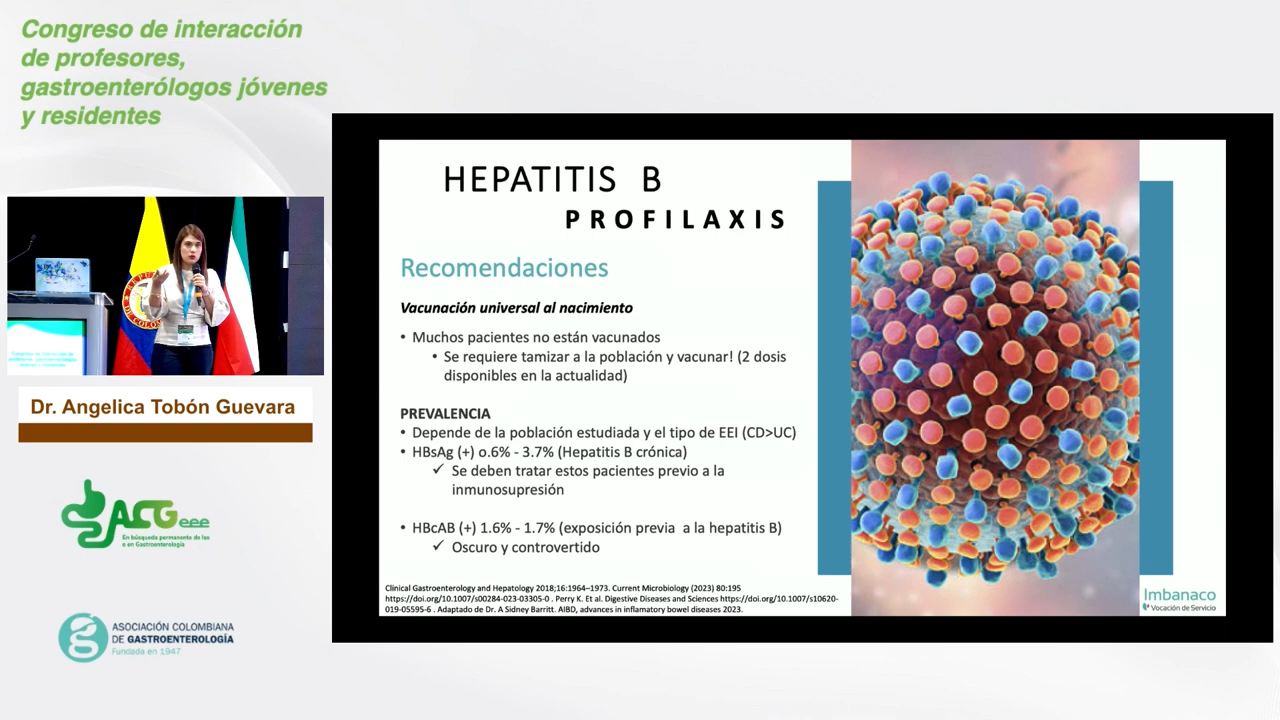 Congreso de interacción
de profesores,
gastroenterólogos jóvenes
y residentes
Dr. Angelica Tobón Guevara
ACGeee
En búsqueda permanente de las
e en Gastroenterología
ASOCIACIÓN COLOMBIANA
DE GASTROENTEROLOGÍA
Fundada en 1947
HEPATITIS B
PROFILAXIS
Recomendaciones
Vacunación universal al nacimiento
• Muchos pacientes no están vacunados
• Se requiere tamizar a la población y vacunar! (2 dosis
disponibles en la actualidad)
PREVALENCIA
• Depende de la población estudiada y el tipo de EEI (CD>UC)
• HBsAg (+) o.6% - 3.7% (Hepatitis B crónica)
✓ Se deben tratar estos pacientes previo a la
inmunosupresión
• HBcAB (+) 1.6% - 1.7% (exposición previa a la hepatitis B)
✓ Oscuro y controvertido
Clinical Gastroenterology and Hepatology 2018;16:1964–1973. Current Microbiology (2023) 80:195
https://doi.org/10.1007/s00284-023-03305-0 . Perry K. Et al. Digestive Diseases and Sciences https://doi.org/10.1007/s10620-
019-05595-6 . Adaptado de Dr. A Sidney Barritt. AIBD, advances in inflamatory bowel diseases 2023.
Imbanaco
Vocación de Servicio